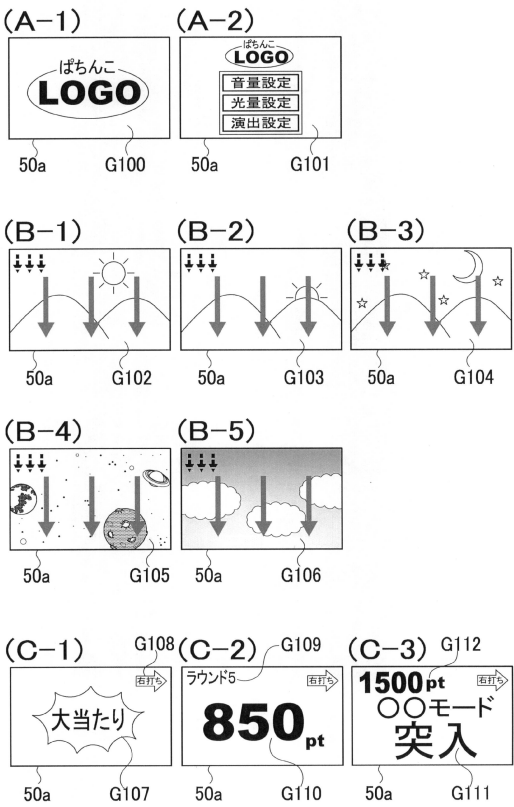 (A-1)
(A-2)
ぱちんこ
LOGO
ぱちんこ
LOGO
音量設定
光量設定
演出設定
50a
G100
50a
G101
(B-1)
(B-2)
(B-3)
50a
G102
50a
G103
50a
G104
(B-4)
(B-5)
50a
G105
50a
G106
(C-1)
G108
(C-2)
G109
(C-3)
G112
右打ち
大当たり
ラウンド5
右打ち
850pt
1500pt
右打ち
〇〇モード
突入
50a
G107
50a
G110
50a
G111